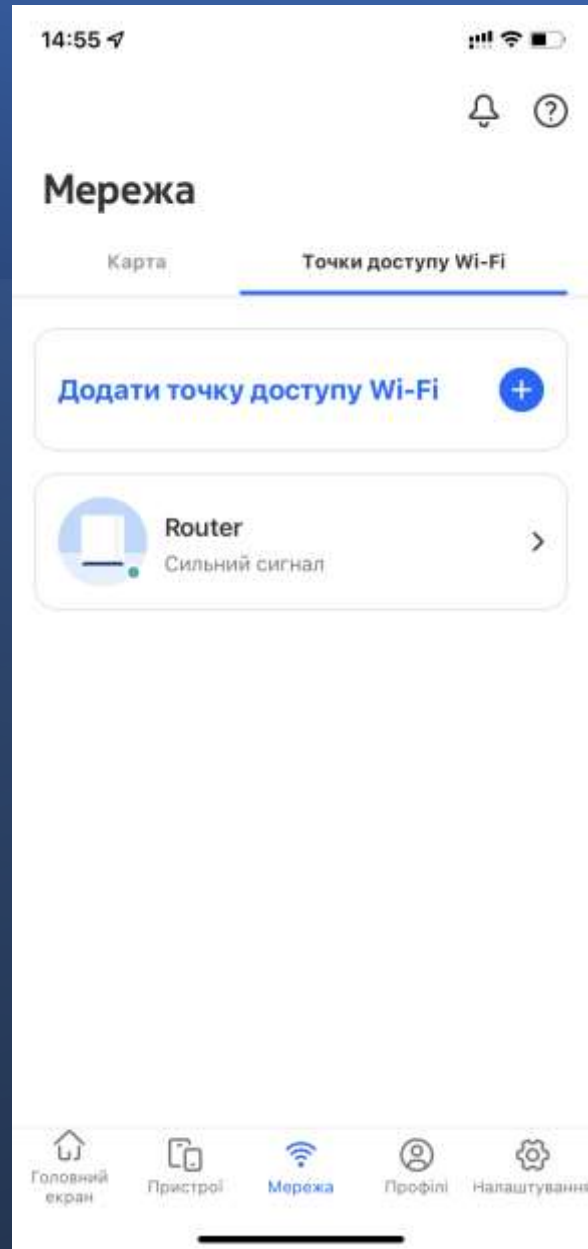 14:55
Мережа
Карта
Точки доступу Wi-Fi
Додати точку доступу Wi-Fi
Router
Сильний сигнал
Головний
екран
Пристрої
Мережа
Профілі
Налаштування